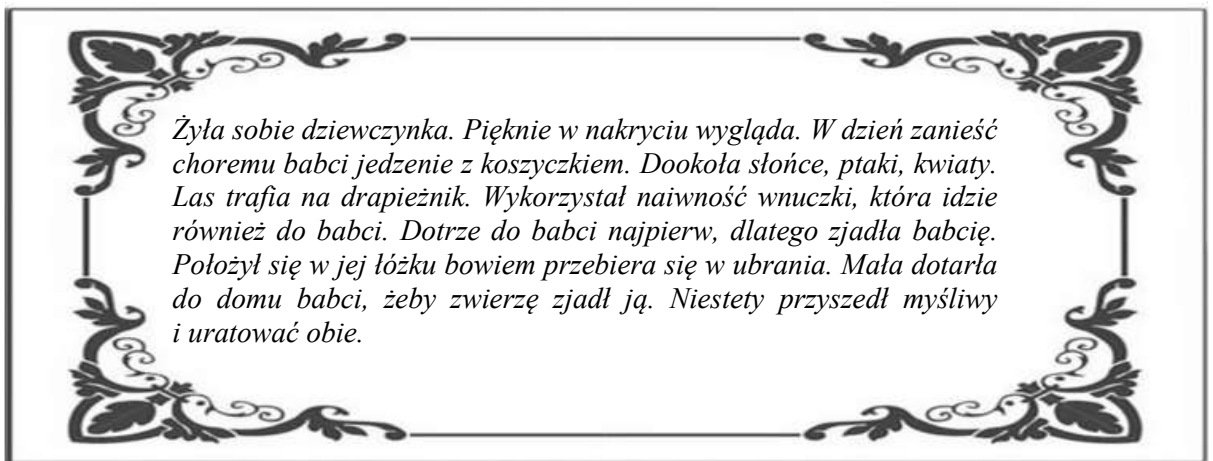 Żyła sobie dziewczynka. Pięknie w nakryciu wygląda. W dzień zanieść
choremu babci jedzenie z koszyczkiem. Dookoła słońce, ptaki, kwiaty.
Las trafia na drapieżnik. Wykorzystał naiwność wnuczki, która idzie
również do babci. Dotrze do babci najpierw, dlatego zjadła babcię.
Położył się w jej łóżku bowiem przebiera się w ubrania. Mała dotarła
do domu babci, żeby zwierzę zjadł ją. Niestety przyszedł myśliwy
i uratować obie.